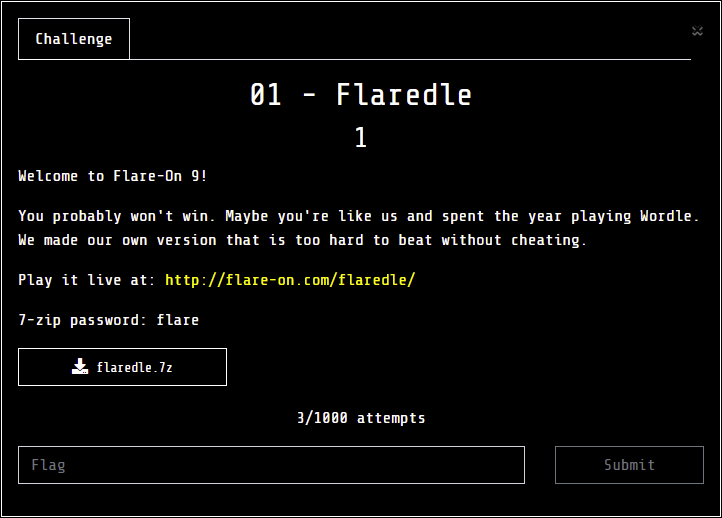 Challenge
01 - Flaredle
1
Welcome to Flare-On 9!
You probably won't win. Maybe you're like us and spent the year playing Wordle.
We made our own version that is too hard to beat without cheating.
Play it live at: http://flare-on.com/flaredle/
7-zip password: flare
flaredle.7z
3/1000 attempts
Flag
Submit